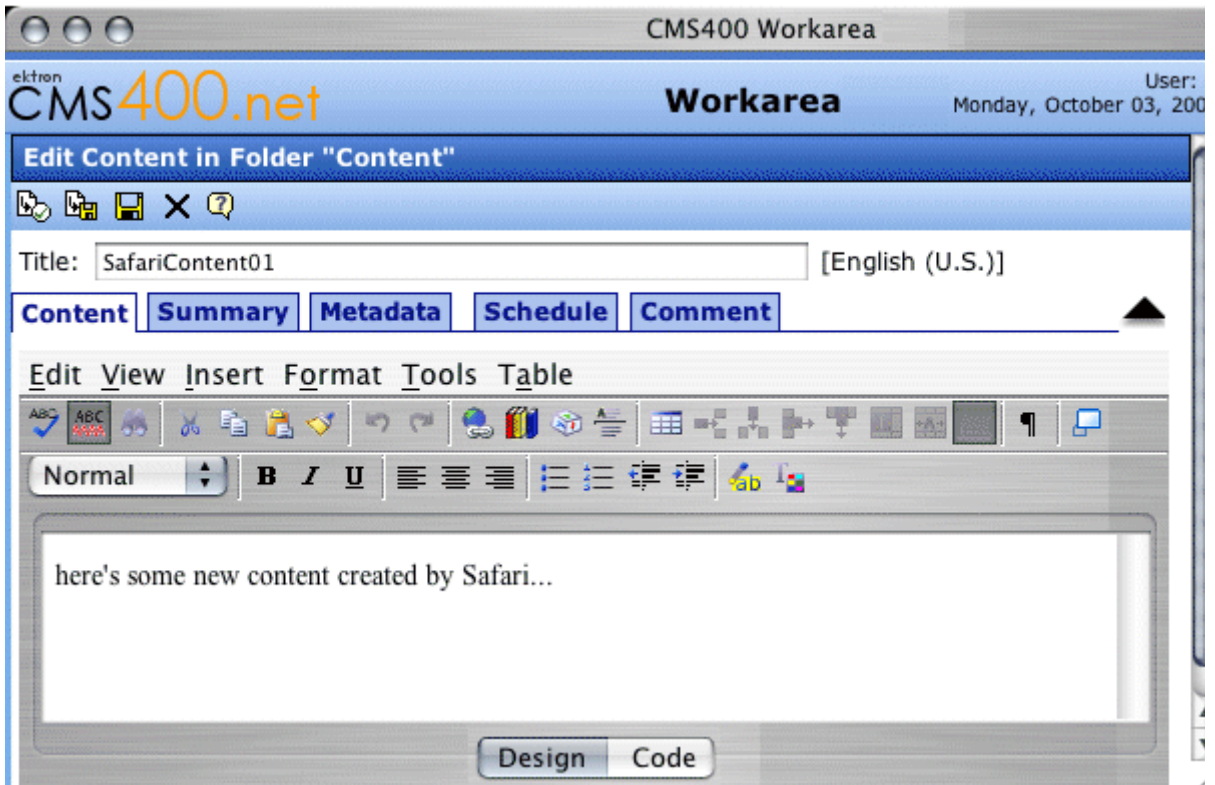 CMS400 Workarea
ektron
CMS400.net
Workarea
User:
Monday, October 03, 200
Edit Content in Folder "Content"
Title: SafariContent01 [English (U.S.)]
Content Summary Metadata Schedule Comment
Edit View Insert Format Tools Table
ABC ABC
Normal B I U ab T
here's some new content created by Safari...
Design Code